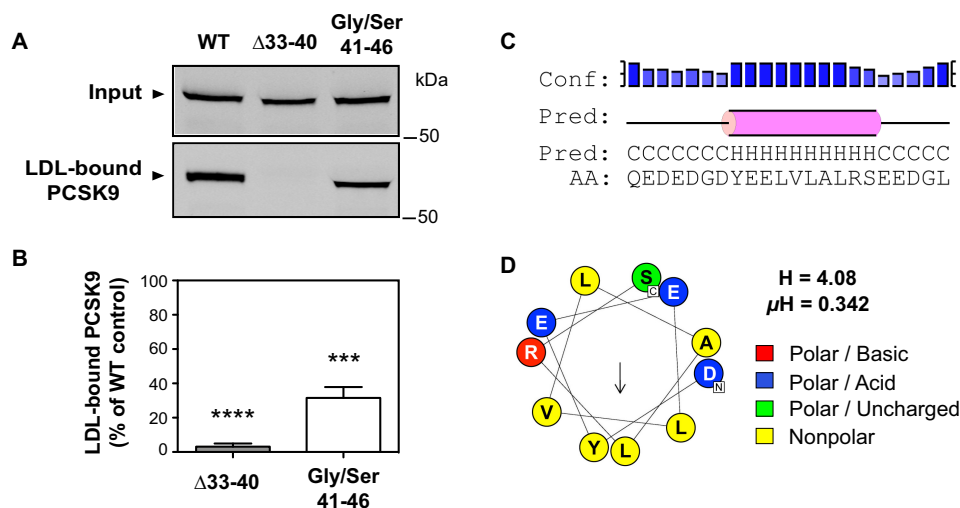 A
WT
Δ33-40
Gly/Ser
41-46
kDa
Input ►
50
LDL-bound
PCSK9 ►
50
B
LDL-bound PCSK9
(% of WT control)
100
80
60
40
20
0
****
***
Δ33-40
Gly/Ser
41-46
C
Conf:
Pred:
Pred: CCCCCCCHHHHHHHHHHHCCCCC
AA: QEDEDGDYEELVLALRSEEDGL
D
L
S
C
E
E
R
A
D
N
V
L
Y
L
H = 4.08
µH = 0.342
Polar / Basic
Polar / Acid
Polar / Uncharged
Nonpolar